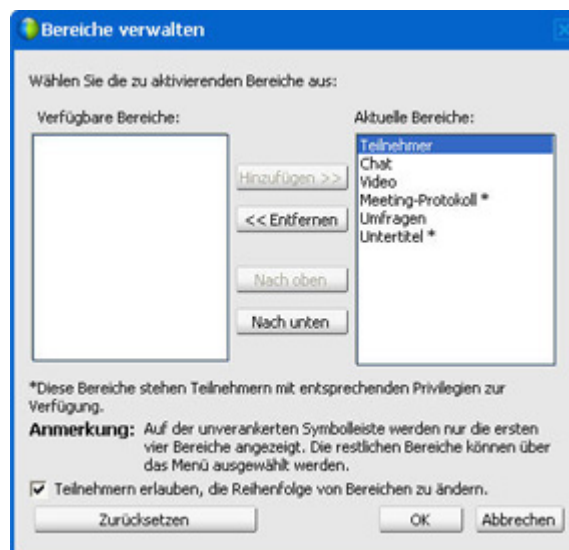 Bereiche verwalten
Wählen Sie die zu aktivierenden Bereiche aus:
Verfügbare Bereiche:
Aktuelle Bereiche:
Teilnehmer
Chat
Video
Meeting-Protokoll *
Umfragen
Untertitel *
Hinzufügen >>
<< Entfernen
Nach oben
Nach unten
*Diese Bereiche stehen Teilnehmern mit entsprechenden Privilegien zur
Verfügung.
Anmerkung: Auf der unverankerten Symbolleiste werden nur die ersten
vier Bereiche angezeigt. Die restlichen Bereiche können über
das Menü ausgewählt werden.
Teilnehmern erlauben, die Reihenfolge von Bereichen zu ändern.
Zurücksetzen
OK
Abbrechen